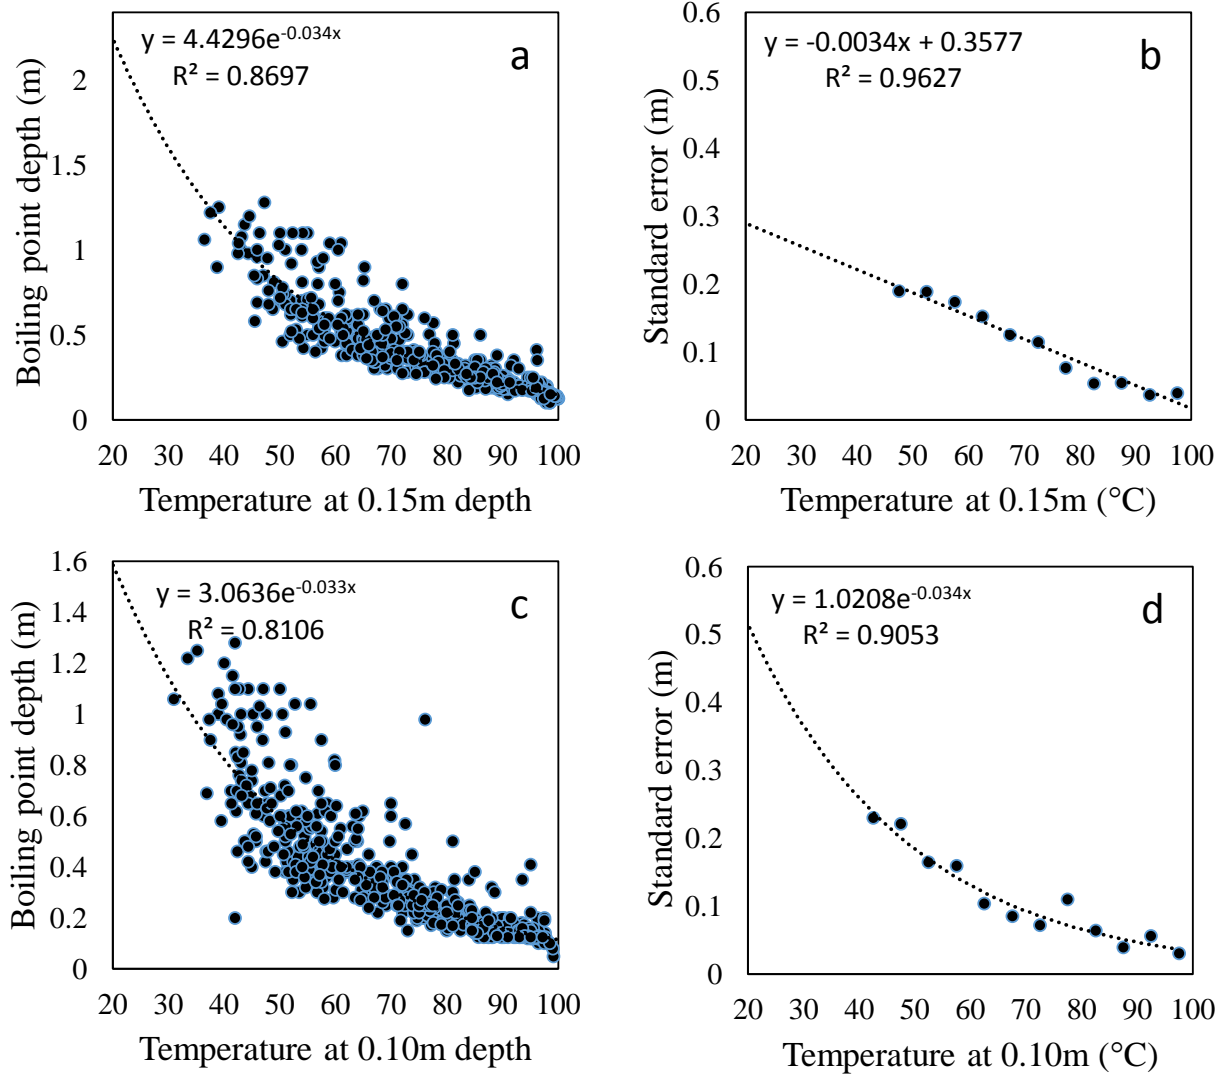 y = 4.4296e^-0.034x
R² = 0.8697
a
Boiling point depth (m)
2
1.5
1
0.5
0
20 30 40 50 60 70 80 90 100
Temperature at 0.15m depth
y = -0.0034x + 0.3577
R² = 0.9627
b
Standard error (m)
0.6
0.5
0.4
0.3
0.2
0.1
0
20 30 40 50 60 70 80 90 100
Temperature at 0.15m (°C)
y = 3.0636e^-0.033x
R² = 0.8106
c
Boiling point depth (m)
1.6
1.4
1.2
1
0.8
0.6
0.4
0.2
0
20 30 40 50 60 70 80 90 100
Temperature at 0.10m depth
y = 1.0208e^-0.034x
R² = 0.9053
d
Standard error (m)
0.6
0.5
0.4
0.3
0.2
0.1
0
20 30 40 50 60 70 80 90 100
Temperature at 0.10m (°C)